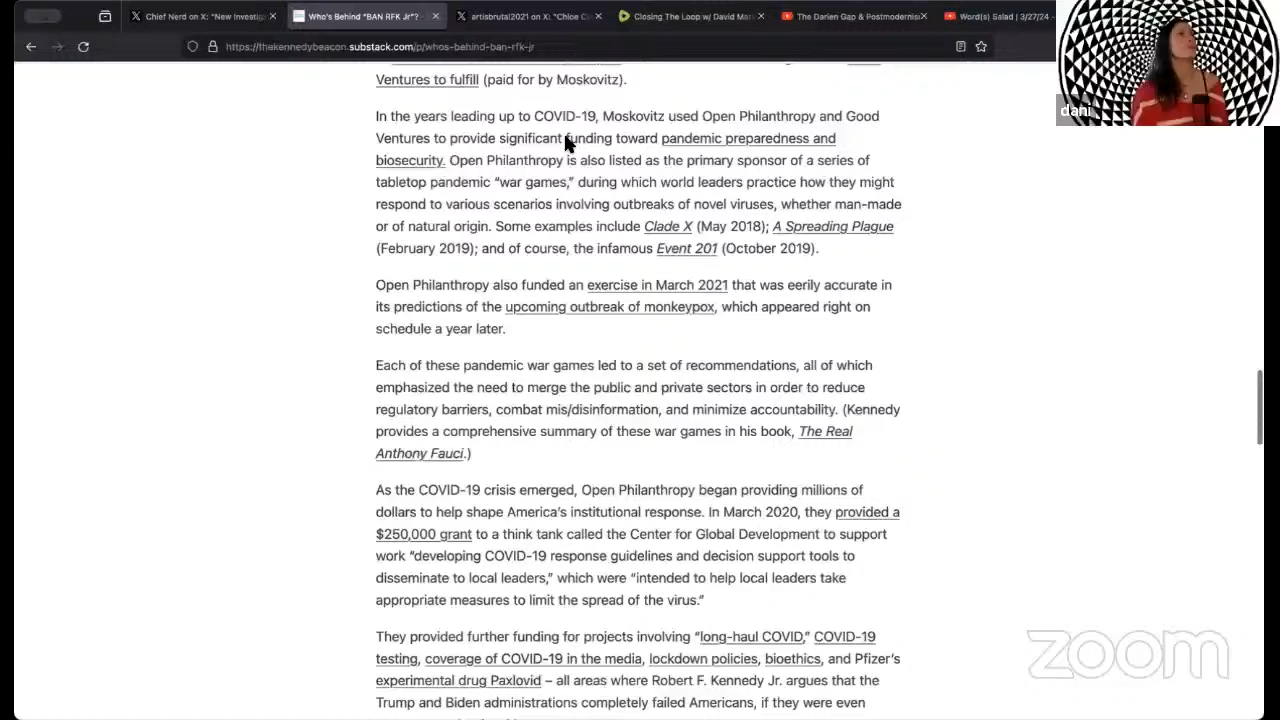 Chief Nerd on X: "New Investig
Who's Behind "BAN RFK Jr"?
artisbrutal2021 on X: "Chloe C
Closing The Loop w/ David Mar
The Darien Gap & Postmodernis
Word(s) Salad | 3/27/24
https://thekennedybeacon.substack.com/p/whos-behind-ban-rfk-jr
dani
Ventures to fulfill (paid for by Moskovitz).
In the years leading up to COVID-19, Moskovitz used Open Philanthropy and Good
Ventures to provide significant funding toward pandemic preparedness and
biosecurity. Open Philanthropy is also listed as the primary sponsor of a series of
tabletop pandemic “war games,” during which world leaders practice how they might
respond to various scenarios involving outbreaks of novel viruses, whether man-made
or of natural origin. Some examples include Clade X (May 2018); A Spreading Plague
(February 2019); and of course, the infamous Event 201 (October 2019).
Open Philanthropy also funded an exercise in March 2021 that was eerily accurate in
its predictions of the upcoming outbreak of monkeypox, which appeared right on
schedule a year later.
Each of these pandemic war games led to a set of recommendations, all of which
emphasized the need to merge the public and private sectors in order to reduce
regulatory barriers, combat mis/disinformation, and minimize accountability. (Kennedy
provides a comprehensive summary of these war games in his book, The Real
Anthony Fauci.)
As the COVID-19 crisis emerged, Open Philanthropy began providing millions of
dollars to help shape America’s institutional response. In March 2020, they provided a
$250,000 grant to a think tank called the Center for Global Development to support
work “developing COVID-19 response guidelines and decision support tools to
disseminate to local leaders,” which were “intended to help local leaders take
appropriate measures to limit the spread of the virus.”
They provided further funding for projects involving “long-haul COVID,” COVID-19
testing, coverage of COVID-19 in the media, lockdown policies, bioethics, and Pfizer’s
experimental drug Paxlovid – all areas where Robert F. Kennedy Jr. argues that the
Trump and Biden administrations completely failed Americans, if they were even
zoom